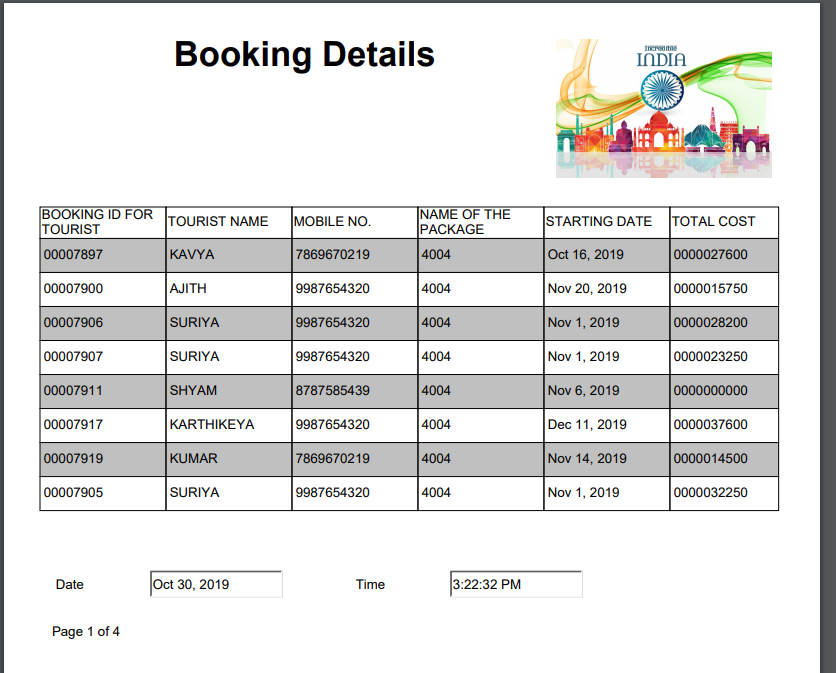 Booking Details
INDIA
BOOKING ID FOR TOURIST TOURIST NAME MOBILE NO. NAME OF THE PACKAGE STARTING DATE TOTAL COST
00007897 KAVYA 7869670219 4004 Oct 16, 2019 0000027600
00007900 AJITH 9987654320 4004 Nov 20, 2019 0000015750
00007906 SURIYA 9987654320 4004 Nov 1, 2019 0000028200
00007907 SURIYA 9987654320 4004 Nov 1, 2019 0000023250
00007911 SHYAM 8787585439 4004 Nov 6, 2019 0000000000
00007917 KARTHIKEYA 9987654320 4004 Dec 11, 2019 0000037600
00007919 KUMAR 7869670219 4004 Nov 14, 2019 0000014500
00007905 SURIYA 9987654320 4004 Nov 1, 2019 0000032250
Date Oct 30, 2019 Time 3:22:32 PM
Page 1 of 4